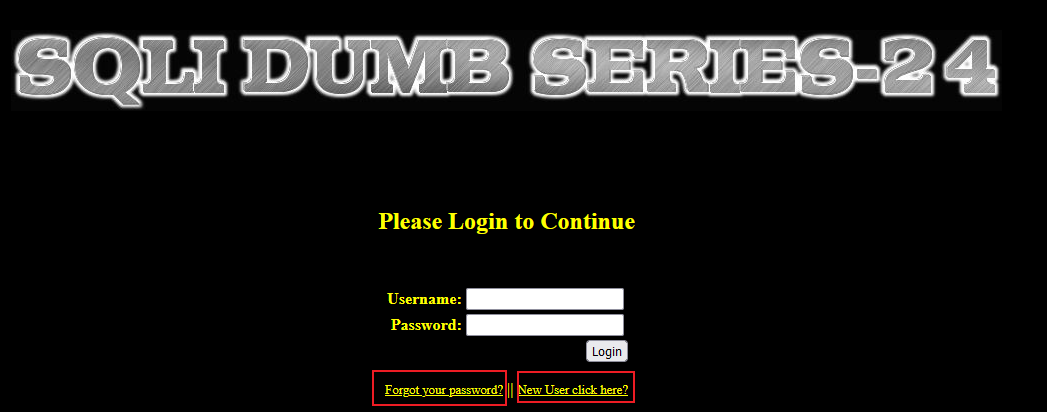 SQLI DUMB SERIES-24
Please Login to Continue
Username:
Password:
Login
Forgot your password? || New User click here?